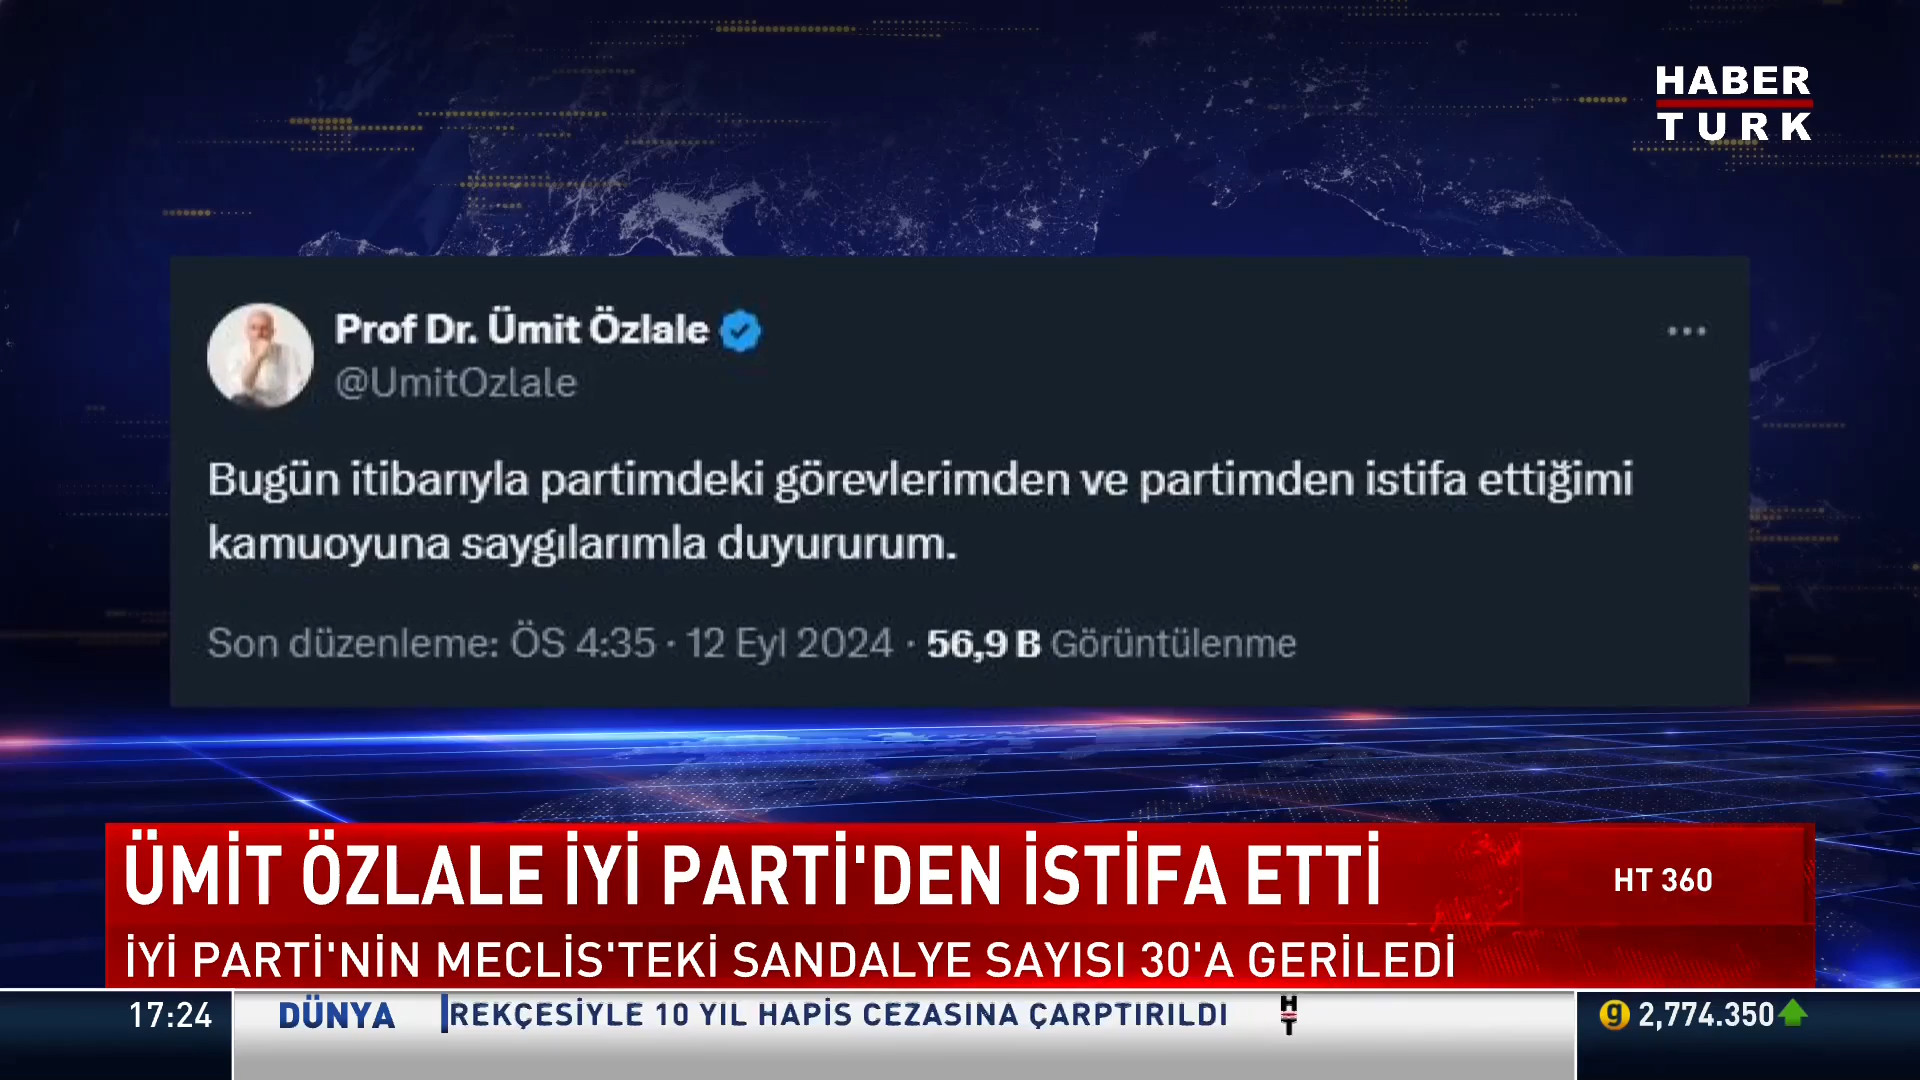 HABER
TURK
Prof Dr. Ümit Özlale
@UmitOzlale
Bugün itibarıyla partimdeki görevlerimden ve partimden istifa ettiğimi
kamuoyuna saygılarımla duyururum.
Son düzenleme: ÖS 4:35 · 12 Eyl 2024 · 56,9 B Görüntülenme
ÜMİT ÖZLALE İYİ PARTİ'DEN İSTİFA ETTİ
HT 360
İYİ PARTİ'NİN MECLİS'TEKİ SANDALYE SAYISI 30'A GERİLEDİ
17:24 DÜNYA REKÇESİYLE 10 YIL HAPİS CEZASINA ÇARPTIRILDI HT g 2,774.350